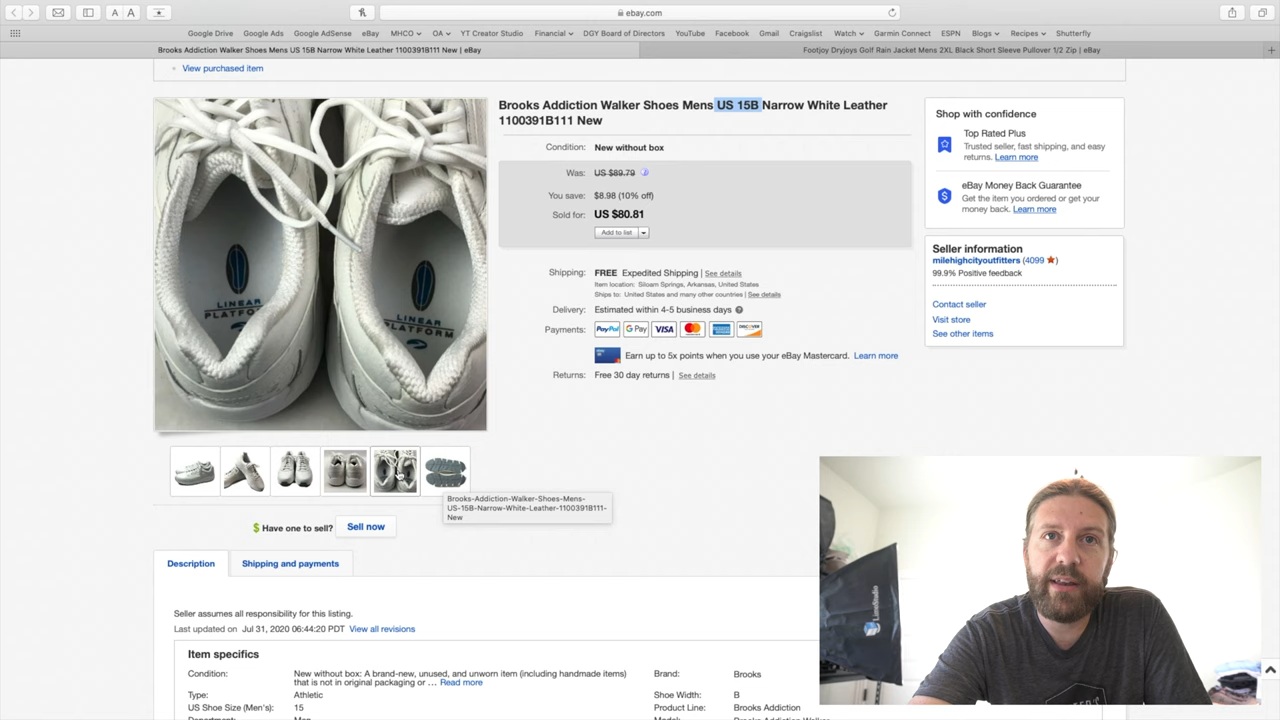 ebay.com
Google Drive Google Ads Google AdSense eBay MHCO OA YT Creator Studio Financial DGY Board of Directors YouTube Facebook Gmail Craigslist Watch Garmin Connect ESPN Blogs Recipes Shutterfly
Brooks Addiction Walker Shoes Mens US 15B Narrow White Leather 1100391B111 New | eBay
Footjoy Dryjoys Golf Rain Jacket Mens 2XL Black Short Sleeve Pullover 1/2 Zip | eBay
View purchased item
Brooks Addiction Walker Shoes Mens US 15B Narrow White Leather
1100391B111 New
Condition: New without box
Was: US $89.79
You save: $8.98 (10% off)
Sold for: US $80.81
Add to list
Shipping: FREE Expedited Shipping | See details
Item location: Siloam Springs, Arkansas, United States
Ships to: United States and many other countries | See details
Delivery: Estimated within 4-5 business days
Payments: PayPal G Pay VISA
DISCOVER
Earn up to 5x points when you use your eBay Mastercard. Learn more
Returns: Free 30 day returns | See details
Shop with confidence
Top Rated Plus
Trusted seller, fast shipping, and easy
returns. Learn more
eBay Money Back Guarantee
Get the item you ordered or get your
money back. Learn more
Seller information
milehighcityoutfitters (4099 )
99.9% Positive feedback
Contact seller
Visit store
See other items
LINEAR
PLATFORM
LINEAR
PLATFORM
Brooks-Addiction-Walker-Shoes-Mens-
US-15B-Narrow-White-Leather-1100391B111-
New
Have one to sell? Sell now
Description
Shipping and payments
Seller assumes all responsibility for this listing.
Last updated on Jul 31, 2020 06:44:20 PDT View all revisions
Item specifics
Condition: New without box: A brand-new, unused, and unworn item (including handmade items)
that is not in original packaging or ... Read more
Brand: Brooks
Type: Athletic
Shoe Width: B
US Shoe Size (Men's): 15
Product Line: Brooks Addiction
LimoStudio